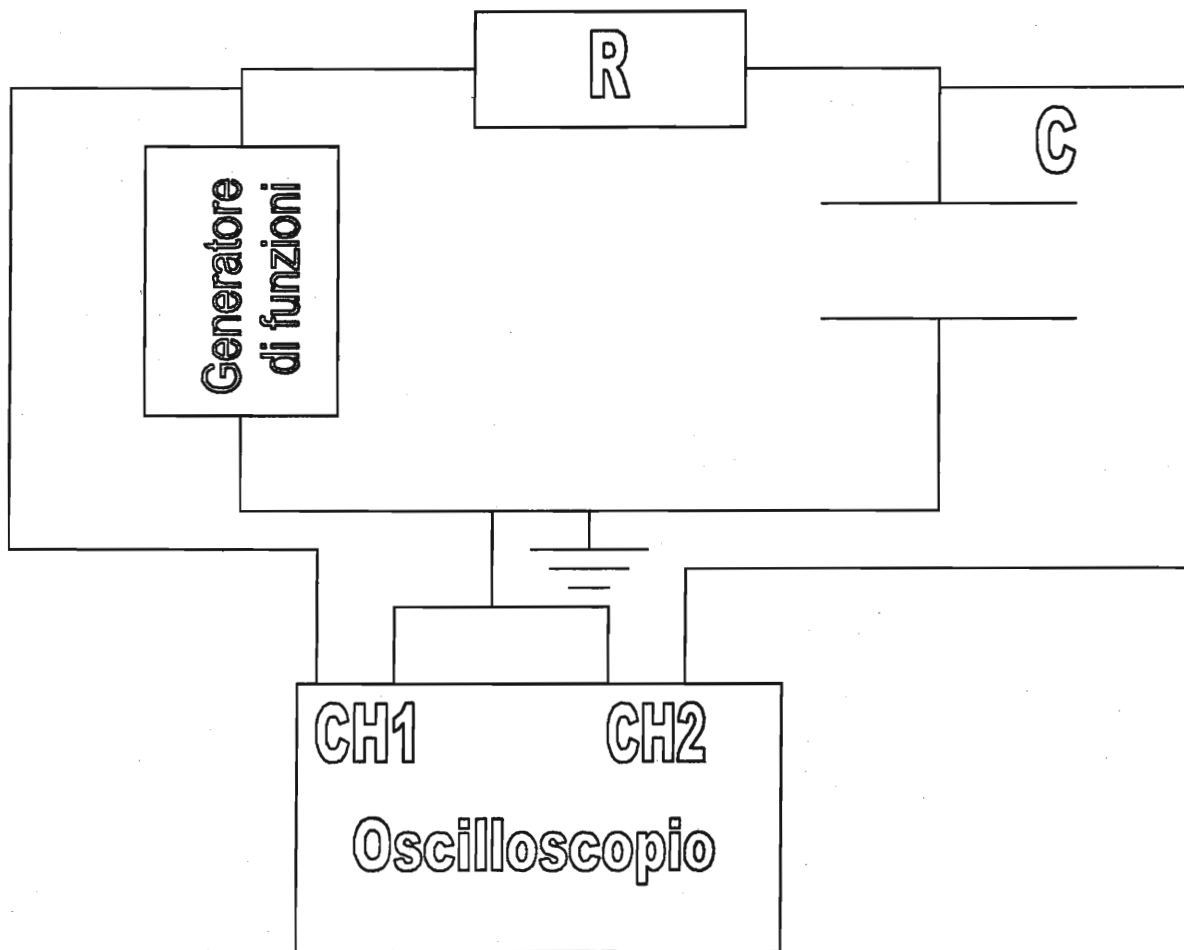 R
C
Generatore
di funzioni
CH1 CH2
Oscilloscopio